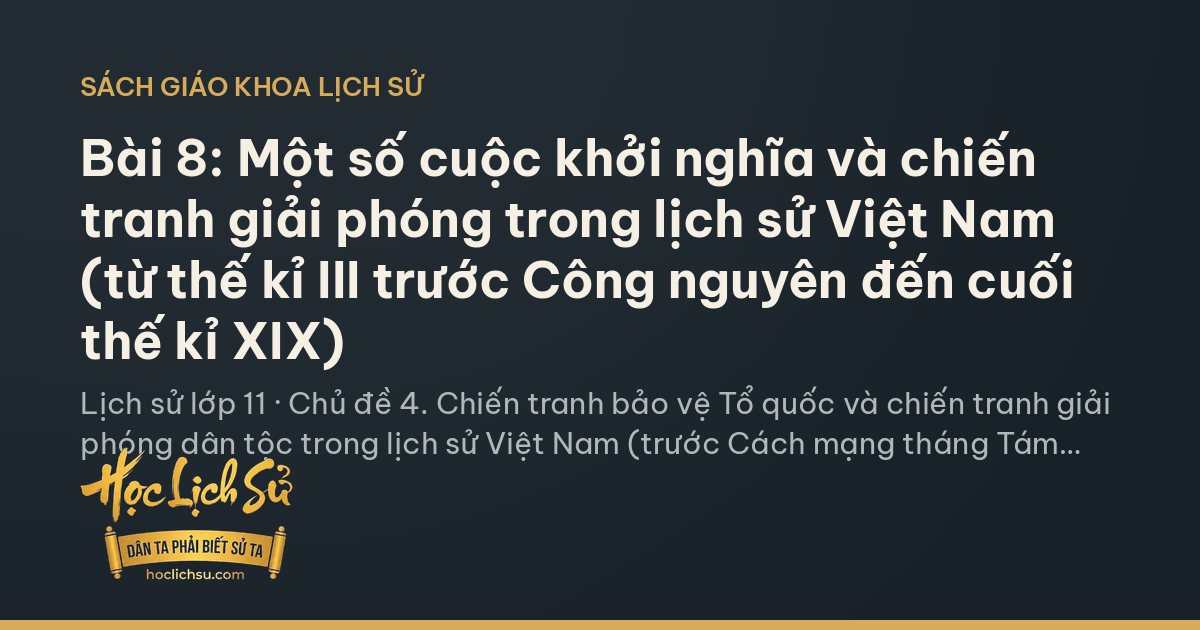 SÁCH GIÁO KHOA LỊCH SỬ
Bài 8: Một số cuộc khởi nghĩa và chiến
tranh giải phóng trong lịch sử Việt Nam
(từ thế kỉ III trước Công nguyên đến cuối
thế kỉ XIX)
Lịch sử lớp 11 · Chủ đề 4. Chiến tranh bảo vệ Tổ quốc và chiến tranh giải
phóng dân tộc trong lịch sử Việt Nam (trước Cách mạng tháng Tám...
Học Lịch Sử
DÂN TA PHẢI BIẾT SỬ TA
hoclichsu.com